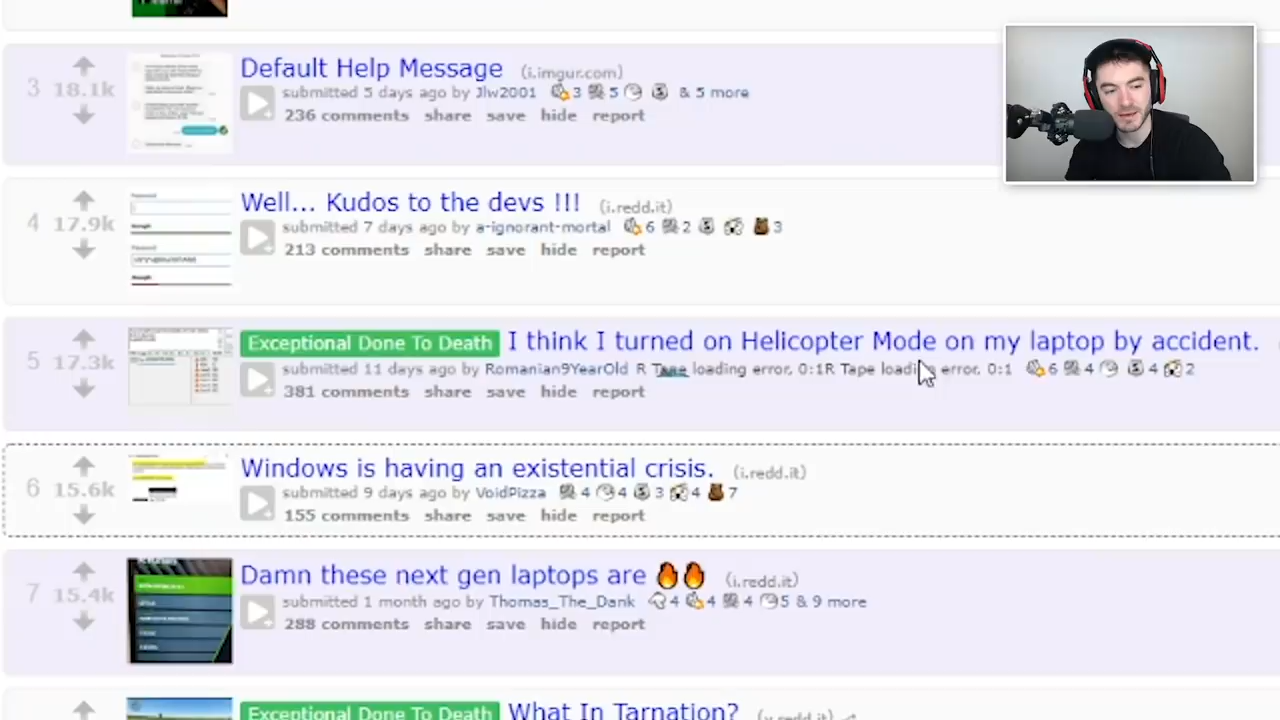 3
18.1k
Default Help Message (i.imgur.com)
submitted 5 days ago by Jlw2001 3 5 & 5 more
236 comments share save hide report
4
17.9k
Well... Kudos to the devs !!! (i.redd.it)
submitted 7 days ago by a-ignorant-mortal 6 2 3
213 comments share save hide report
5
17.3k
Exceptional Done To Death I think I turned on Helicopter Mode on my laptop by accident.
submitted 11 days ago by Romanian9YearOld R Tape loading error, 0:1R Tape loading error, 0:1 6 4 4 2
381 comments share save hide report
6
15.6k
Windows is having an existential crisis. (i.redd.it)
submitted 9 days ago by VoidPizza 4 4 3 4 7
155 comments share save hide report
7
15.4k
Damn these next gen laptops are 🔥🔥 (i.redd.it)
submitted 1 month ago by Thomas_The_Dank 4 4 4 5 & 9 more
288 comments share save hide report
Exceptional Done To Death What In Tarnation? (v.redd.it)